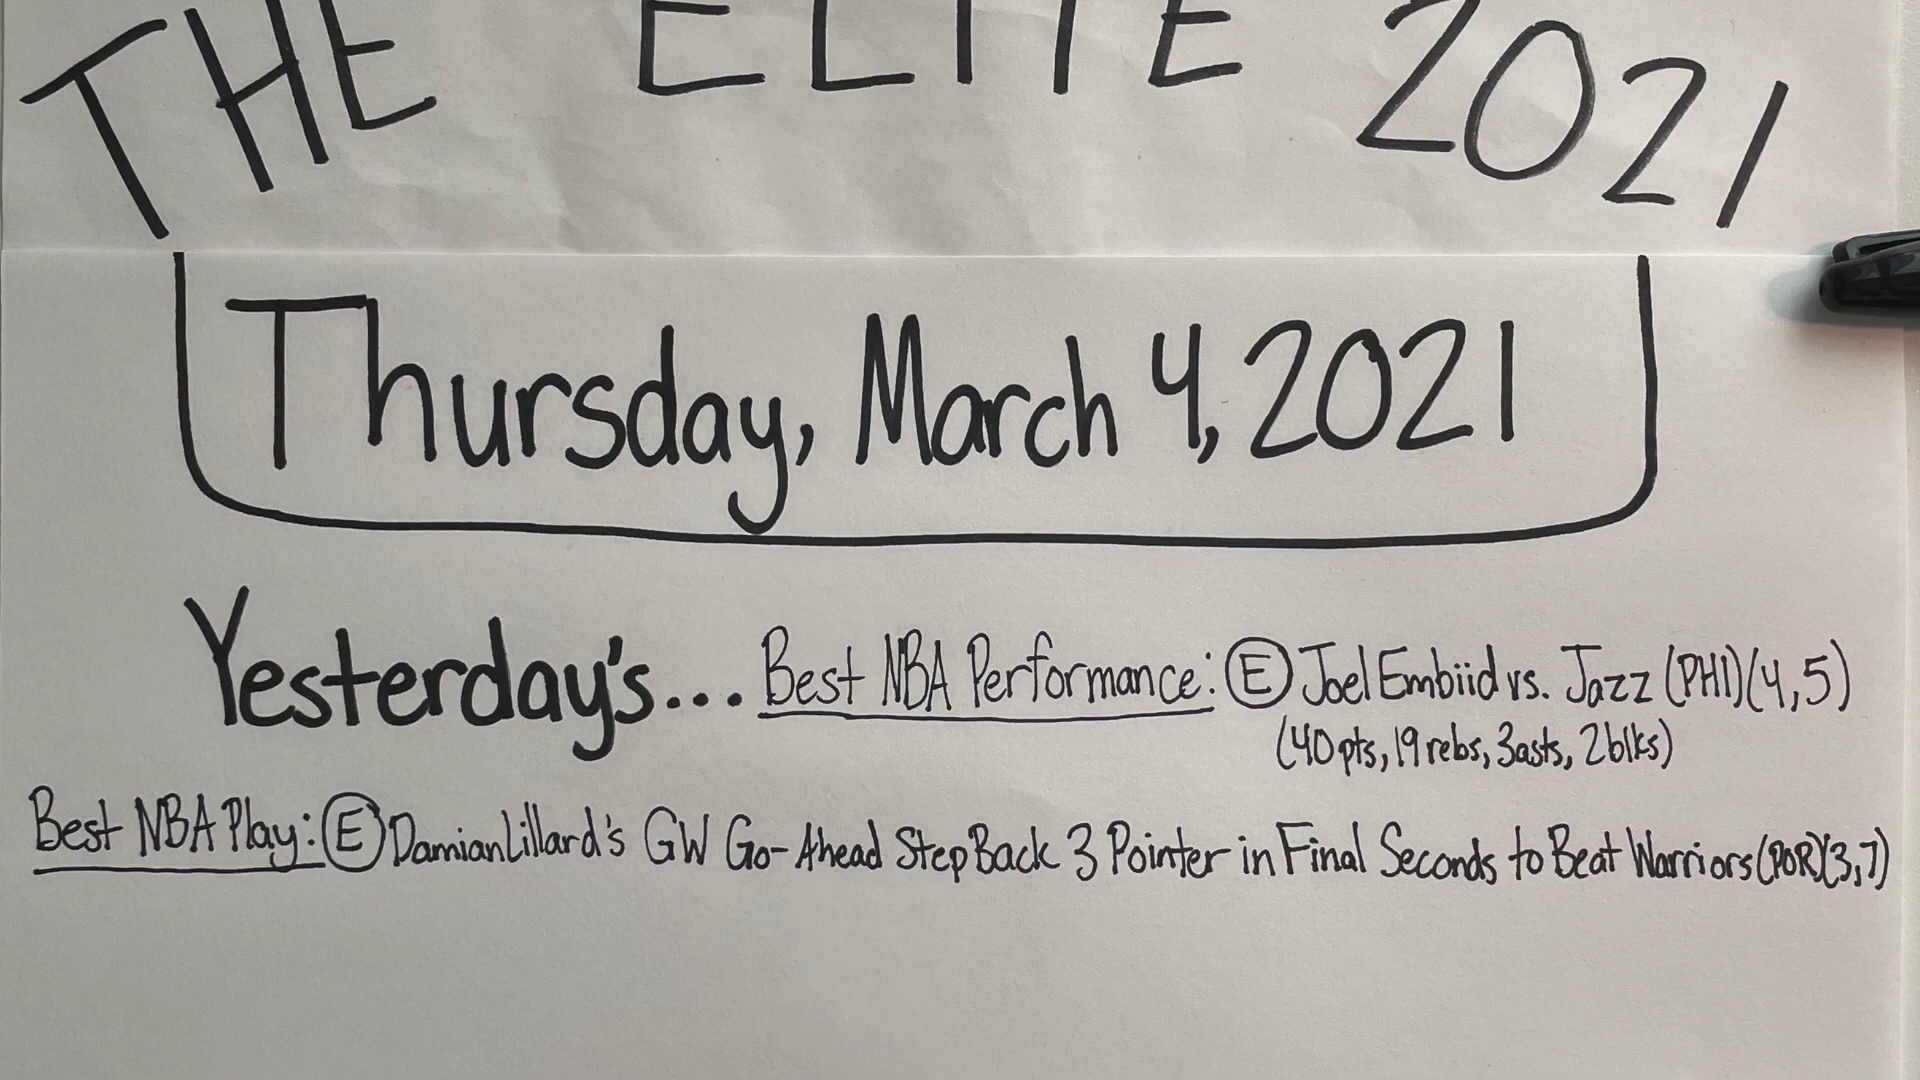 THE ELITE 2021
Thursday, March 4, 2021
Yesterday's... Best NBA Performance: Ⓔ Joel Embiid vs. Jazz (PHI)(4,5)
(40 pts, 19 rebs, 3 asts, 2 blks)
Best NBA Play: Ⓔ Damian Lillard's GW Go-Ahead Step Back 3 Pointer in Final Seconds to Beat Warriors (POR)(3,7)